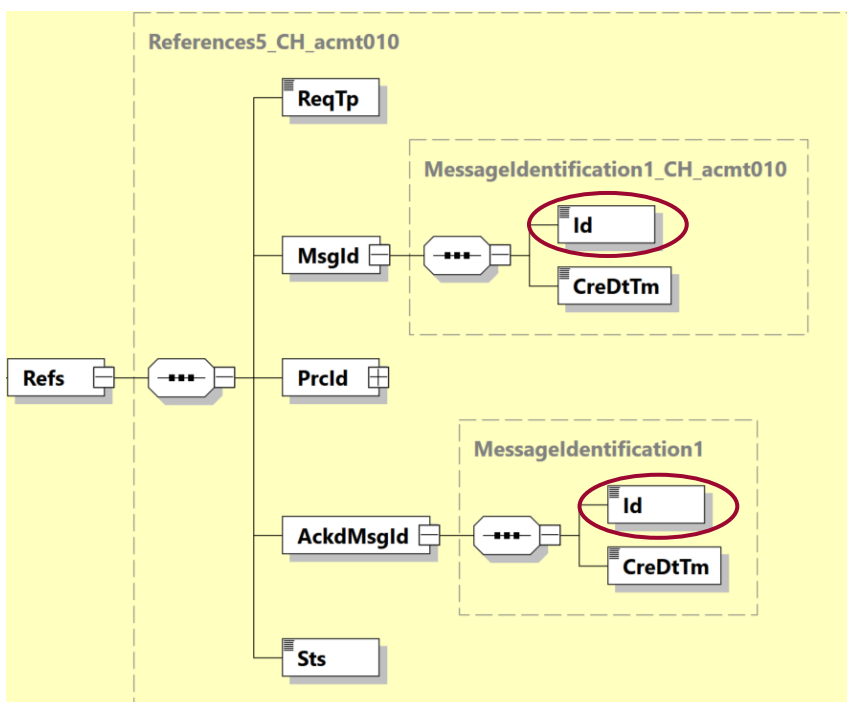 References5_CH_acmt010
ReqTp
MessageIdentification1_CH_acmt010
Id
MsgId
CreDtTm
Refs
PrcId
MessageIdentification1
Id
AckdMsgId
CreDtTm
Sts